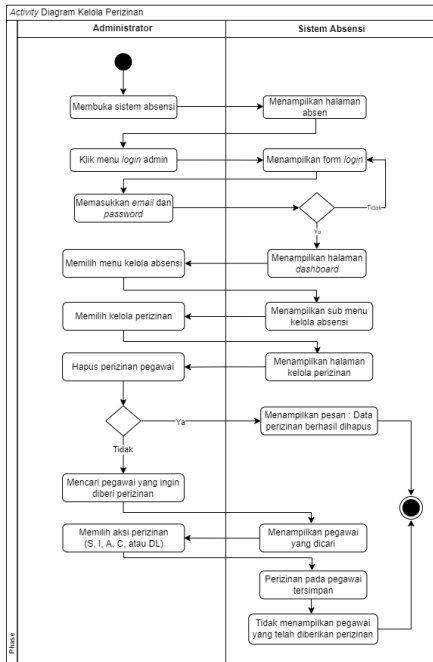 Activity Diagram Kelola Perizinan
Administrator
Sistem Absensi
Membuka sistem absensi
Menampilkan halaman
absen
Klik menu login admin
Menampilkan form login
Memasukkan email dan
password
Tidak
Ya
Menampilkan halaman
dashboard
Memilih menu kelola absensi
Menampilkan sub menu
kelola absensi
Memilih kelola perizinan
Menampilkan halaman
kelola perizinan
Hapus perizinan pegawai
Ya
Menampilkan pesan : Data
perizinan berhasil dihapus
Tidak
Mencari pegawai yang ingin
diberi perizinan
Menampilkan pegawai
yang dicari
Memilih aksi perizinan
(S, I, A, C, atau DL)
Perizinan pada pegawai
tersimpan
Tidak menampilkan pegawai
yang telah diberikan perizinan
Phase